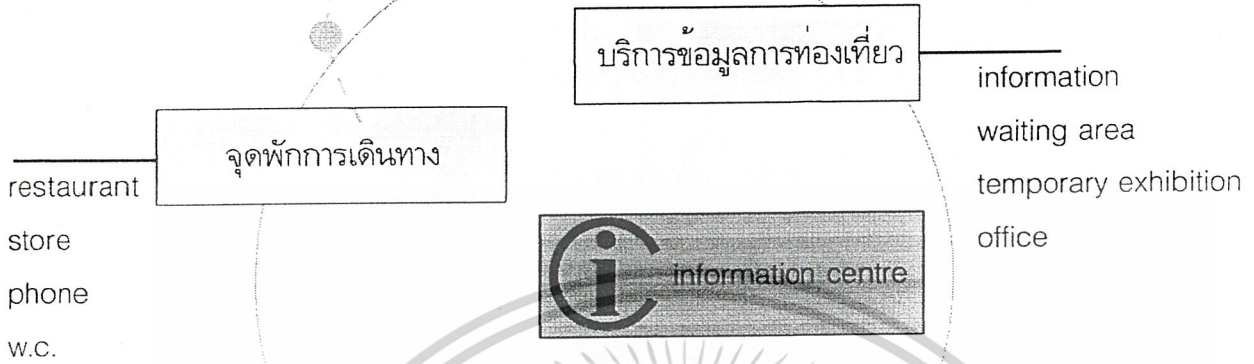 บริการข้อมูลการท่องเที่ยว
information
waiting area
temporary exhibition
office
จุดพักการเดินทาง
restaurant
store
phone
w.c.
i information centre